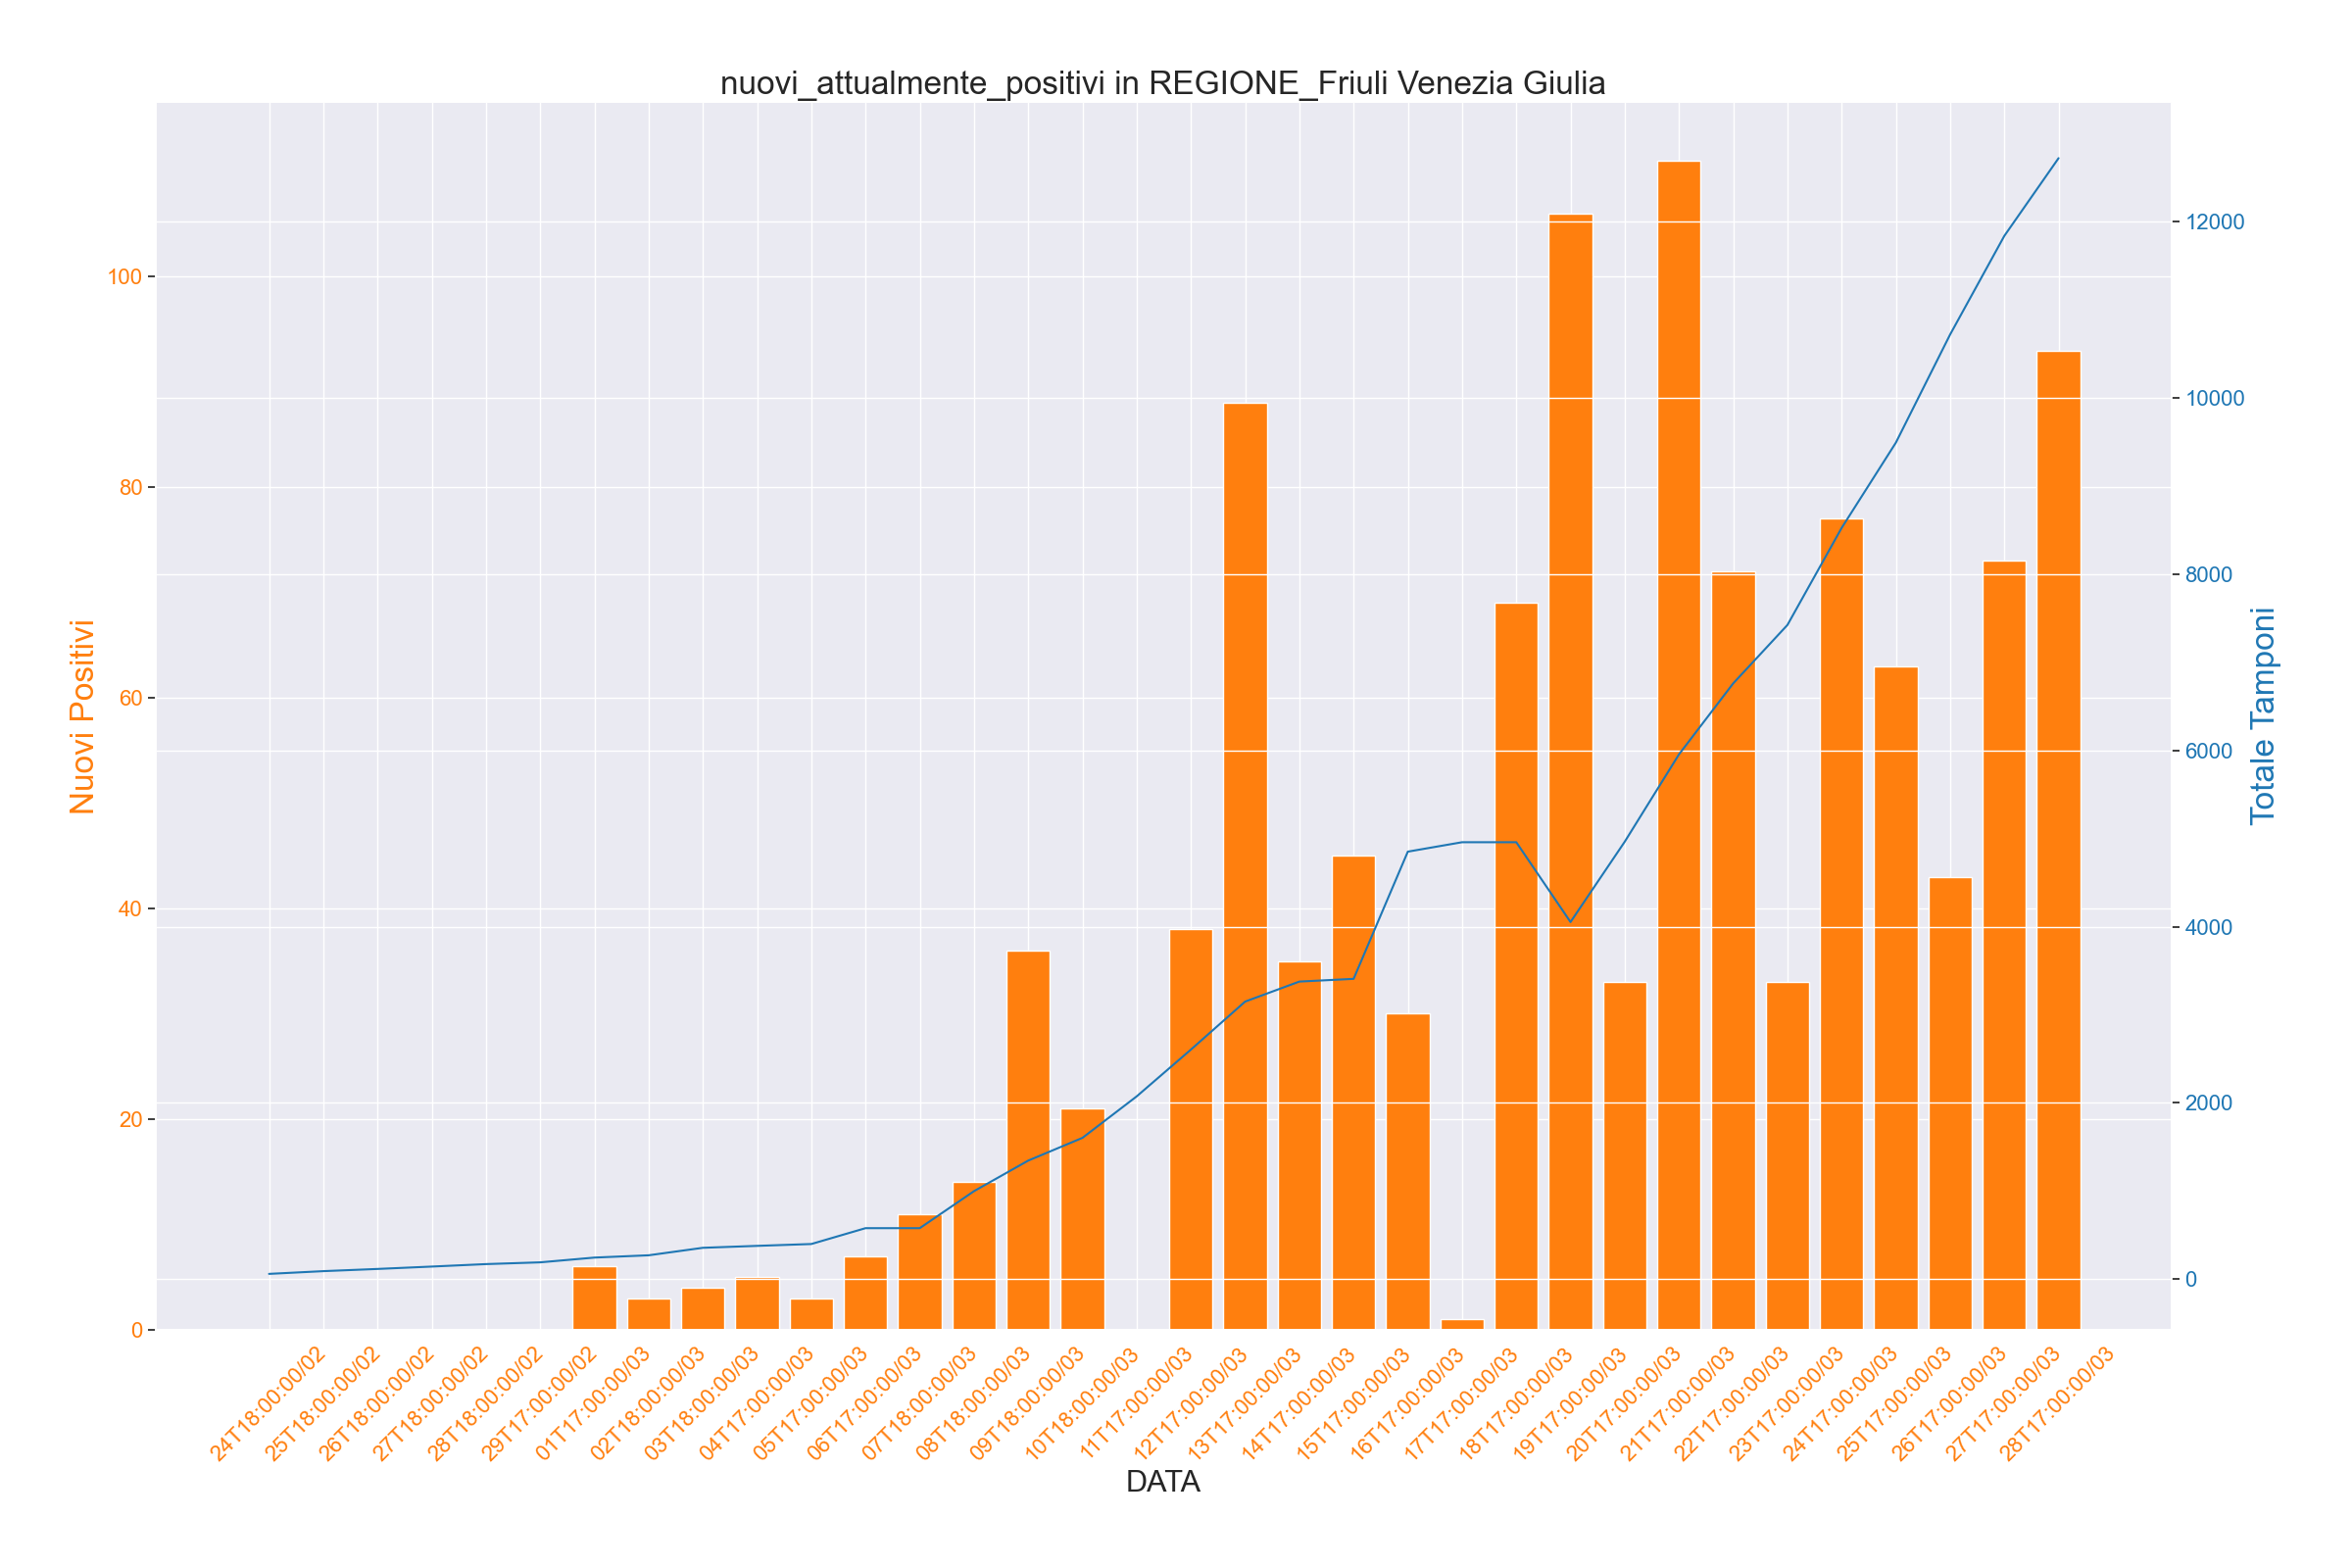 nuovi_attualmente_positivi in REGIONE_Friuli Venezia Giulia
Nuovi Positivi
100
80
60
40
20
0
12000
10000
8000
6000
4000
2000
0
Totale Tamponi
24T18:00:00/02
25T18:00:00/02
26T18:00:00/02
27T18:00:00/02
28T18:00:00/02
29T17:00:00/02
01T17:00:00/03
02T18:00:00/03
03T18:00:00/03
04T17:00:00/03
05T17:00:00/03
06T17:00:00/03
07T18:00:00/03
08T18:00:00/03
09T18:00:00/03
10T18:00:00/03
11T17:00:00/03
12T17:00:00/03
13T17:00:00/03
14T17:00:00/03
15T17:00:00/03
16T17:00:00/03
17T17:00:00/03
18T17:00:00/03
19T17:00:00/03
20T17:00:00/03
21T17:00:00/03
22T17:00:00/03
23T17:00:00/03
24T17:00:00/03
25T17:00:00/03
26T17:00:00/03
27T17:00:00/03
28T17:00:00/03
DATA